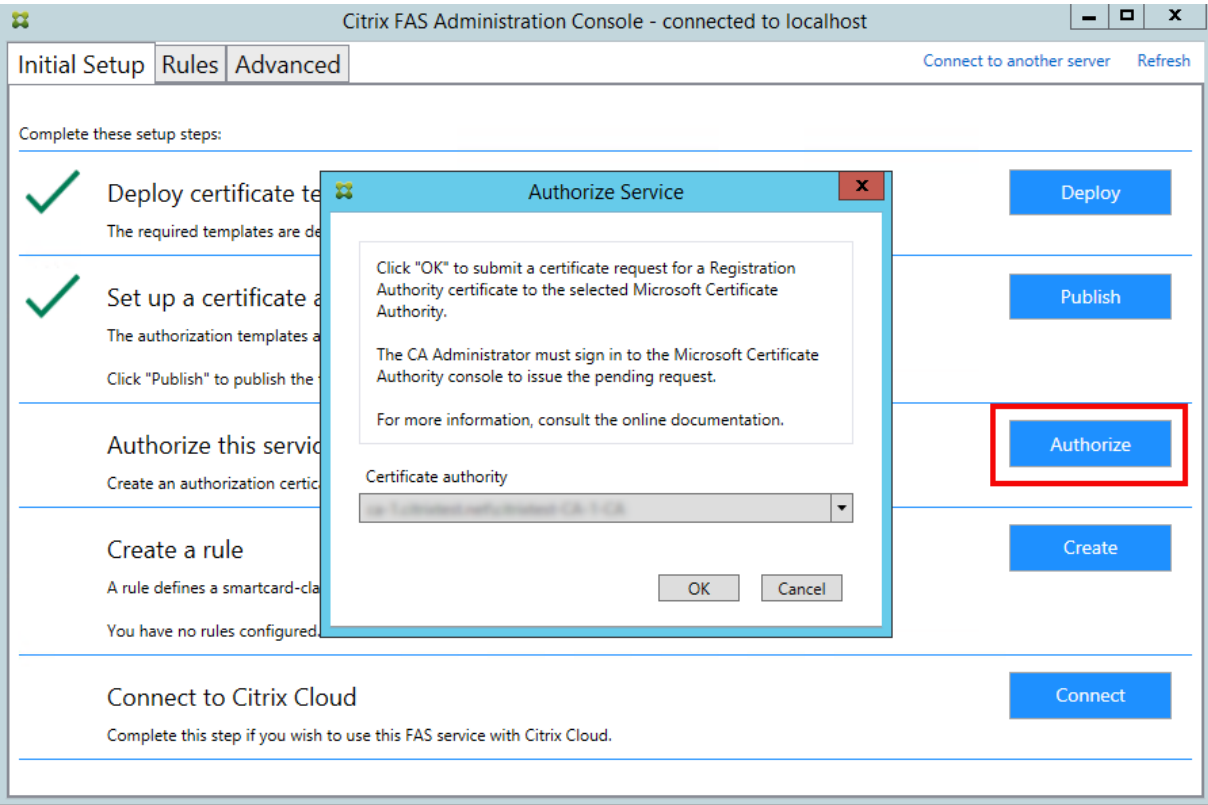 Citrix FAS Administration Console - connected to localhost
Initial Setup Rules Advanced
Connect to another server Refresh
Complete these setup steps:
Deploy certificate te
Deploy
The required templates are de
Set up a certificate a
Publish
The authorization templates a
Click "Publish" to publish the
Authorize this servic
Authorize
Create an authorization certic
Create a rule
Create
A rule defines a smartcard-cla
You have no rules configured.
Connect to Citrix Cloud
Connect
Complete this step if you wish to use this FAS service with Citrix Cloud.
Authorize Service
Click "OK" to submit a certificate request for a Registration
Authority certificate to the selected Microsoft Certificate
Authority.
The CA Administrator must sign in to the Microsoft Certificate
Authority console to issue the pending request.
For more information, consult the online documentation.
Certificate authority
OK Cancel